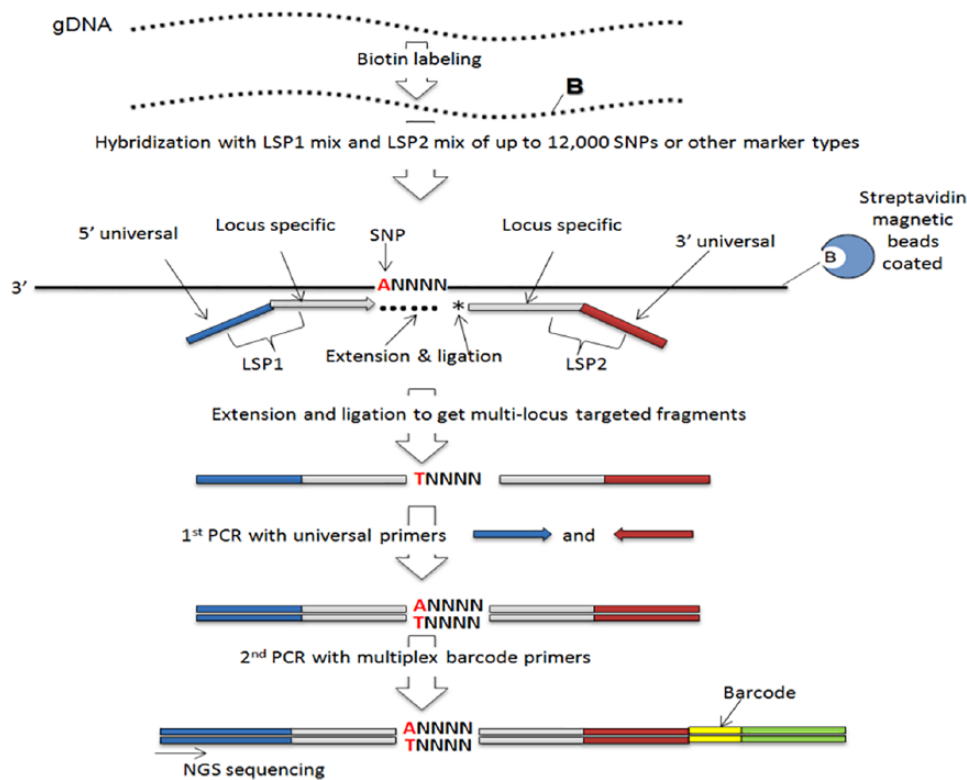 gDNA
Biotin labeling
B
Hybridization with LSP1 mix and LSP2 mix of up to 12,000 SNPs or other marker types
Streptavidin
magnetic
beads
coated
5’ universal
Locus specific
SNP
Locus specific
3’ universal
B
3’
ANNNN
*
LSP1
Extension & ligation
LSP2
Extension and ligation to get multi-locus targeted fragments
TNNNN
1st PCR with universal primers and
ANNNN
TNNNN
2nd PCR with multiplex barcode primers
Barcode
ANNNN
TNNNN
NGS sequencing